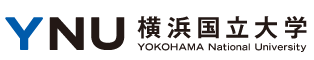 YNU 横浜国立大学
YOKOHAMA National University